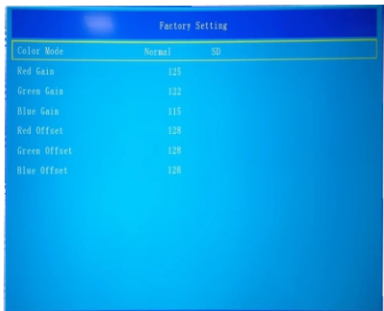 Factory Setting
Color Mode Normal SD
Red Gain 125
Green Gain 122
Blue Gain 115
Red Offset 128
Green Offset 128
Blue Offset 128